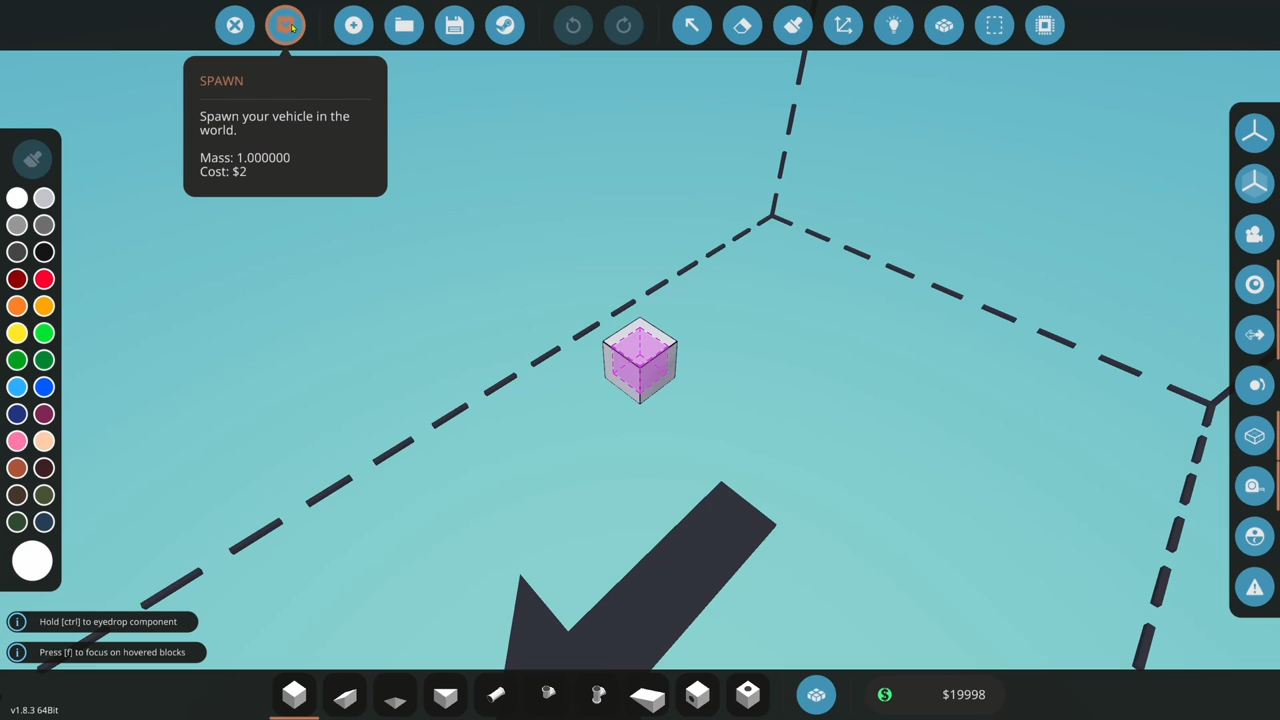 SPAWN
Spawn your vehicle in the
world.
Mass: 1.000000
Cost: $2
Hold [ctrl] to eyedrop component
Press [f] to focus on hovered blocks
v1.8.3 64Bit
$19998